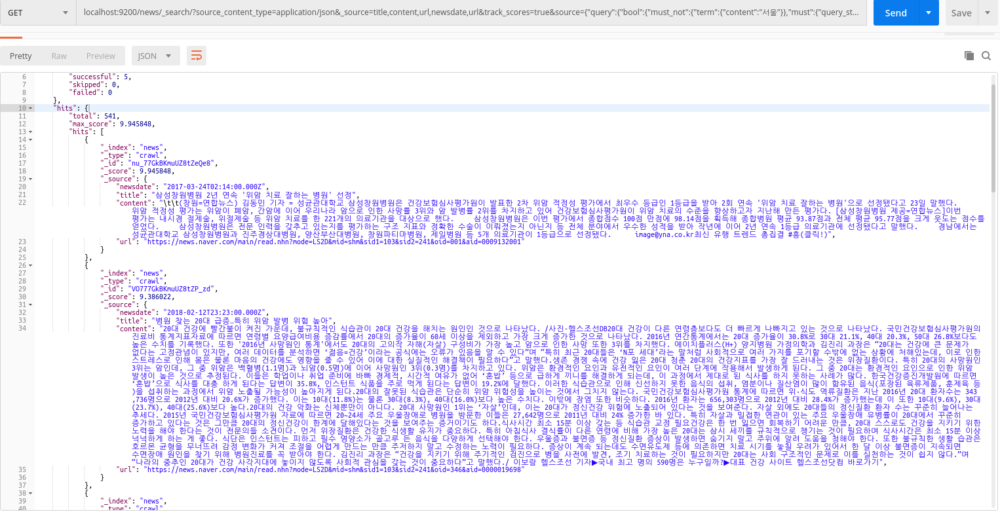 GET
localhost:9200/news/_search/?source_content_type=application/json&_source=title,content,url,newsdate,url&track_scores=true&source={"query":{"bool":{"must_not":{"term":{"content":"서울"}},"must":{"query_st...
Send
Save
Pretty
Raw
Preview
JSON
6 "successful": 5,
7 "skipped": 0,
8 "failed": 0
9 },
10 "hits": {
11 "total": 541,
12 "max_score": 9.945848,
13 "hits": [
14 {
15 "_index": "news",
16 "_type": "crawl",
17 "_id": "nu_77GkBKmuUZ8tZeQe8",
18 "_score": 9.945848,
19 "_source": {
20 "newsdate": "2017-03-24T02:14:00.000Z",
21 "title": "삼성창원병원 2년 연속 '위암 치료 잘하는 병원' 선정",
22 "content": "\t\t(창원=연합뉴스) 김동민 기자 = 성균관대학교 삼성창원병원은 건강보험심사평가원이 발표한 2차 위암 적정성 평가에서 최우수 등급인 1등급을 받아 2회 연속 '위암 치료 잘하는 병원'으로 선정됐다고 23일 말했다.
위암 적정성 평가는 위암이 폐암, 간암에 이어 우리나라 암으로 인한 사망률 3위와 암 발병률 2위를 차지하고 있어 건강보험심사평가원이 위암 치료의 수준을 향상하고자 지난해 만든 평가다. [삼성창원병원 제공=연합뉴스]이번
평가는 내시경 절제술, 위절제술 등 위암 치료를 한 221개의 의료기관을 대상으로 했다. 삼성창원병원은 이번 평가에서 종합점수 100점 만점에 98.14점을 획득해 종합병원 평균 93.87점과 전체 평균 95.77점을 크게 웃도는 점수를
얻었다. 삼성창원병원은 전문 인력을 갖추고 있는지를 평가하는 구조 지표와 정확한 수술이 이뤄졌는지 아닌지 등 전체 분야에서 우수한 성적을 받아 작년에 이어 2년 연속 1등급 의료기관에 선정됐다고 말했다. 경남에서는
성균관대학교 삼성창원병원과 진주경상대병원, 양산부산대병원, 창원파티마병원, 제일병원 등 5개 의료기관이 1등급으로 선정됐다. image@yna.co.kr최신 유행 트렌드 총집결 #흥(클릭!)",
23 "url": "https://news.naver.com/main/read.nhn?mode=LS2D&mid=shm&sid1=103&sid2=241&oid=001&aid=0009132001"
24 }
25 },
26 {
27 "_index": "news",
28 "_type": "crawl",
29 "_id": "VO777GkBKmuUZ8tZP_zd",
30 "_score": 9.386022,
31 "_source": {
32 "newsdate": "2018-02-12T23:23:00.000Z",
33 "title": "병원 찾는 20대 급증…특히 위암 발병 위험 높아",
34 "content": "20대 건강에 빨간불이 켜진 가운데, 불규칙적인 식습관이 20대 건강을 해치는 원인인 것으로 나타났다. /사진-헬스조선DB20대 건강이 다른 연령층보다도 더 빠르게 나빠지고 있는 것으로 나타났다. 국민건강보험심사평가원의
진료비 통계지표자료에 따르면 연령별 요양급여비용 증감률에서 20대의 증가율이 60세 이상을 제외하고 가장 크게 증가한 것으로 나타났다. 2016년 연간통계에서는 20대 증가율이 30.8%로 30대 21.1%, 40대 20.3%, 50대 26.8%보다도
높은 수치를 기록했다. 또한 '2016년 사망원인 통계'에서도 20대의 고의적 자해(자살) 구성비가 가장 높고 암으로 인한 사망 또한 3위를 차지했다. 에이치플러스(H+) 양지병원 가정의학과 김진리 과장은 “20대는 건강에 큰 문제가
없다는 고정관념이 있지만, 여러 데이터를 분석하면 ‘젊음=건강’이라는 공식에는 오류가 있음을 알 수 있다”며 “특히 최근 20대들은 ‘N포 세대’라는 말처럼 사회적으로 여러 가지를 포기할 수밖에 없는 상황에 처해있는데, 이로 인한
스트레스로 인해 몸은 물론 마음의 건강에도 영향을 줄 수 있어 이에 대한 실질적인 해결책이 필요하다”고 말했다.생존 경쟁 속에 건강 잃은 20대 청춘 20대의 건강지표를 가장 잘 드러내는 것은 위장질환이다. 특히 20대의 사망원인
3위는 암인데, 그 중 위암은 백혈병(1.1명)과 뇌암(0.5명)에 이어 사망원인 3위(0.3명)를 차지하고 있다. 위암은 환경적인 요인과 유전적인 요인이 여러 단계에 작용해서 발생하게 된다. 그 중 20대는 환경적인 요인으로 인한 위암
발생이 높은 것으로 추정된다. 이들은 학업이나 취업 준비에 바빠 경제적, 시간적 여유가 없어 ‘혼밥’ 등으로 급하게 끼니를 해결하게 되는데, 이 과정에서 제대로 된 식사를 하지 못하는 사례가 많다. 한국건강증진개발원에 따르면
‘혼밥’으로 식사를 대충 하게 된다는 답변이 35.8%, 인스턴트 식품을 주로 먹게 된다는 답변이 19.2%에 달했다. 이러한 식습관으로 인해 신선하지 못한 음식의 섭취, 염분이나 질산염이 많이 함유된 음식(포장된 육류제품, 훈제육 등
)을 섭취하는 과정에서 위암 노출될 가능성이 높아지게 된다.20대의 잘못된 식습관은 단순히 위암 위험성을 높이는 것에서 그치지 않는다. 국민건강보험심사평가원 통계에 따르면 위·식도 역류질환은 지난 2016년 20대 환자수는 343
,736명으로 2012년 대비 20.6%가 증가했다. 이는 10대(11.8%)는 물론 30대(8.3%), 40대(16.0%)보다 높은 수치다. 이밖에 장염 또한 비슷하다. 2016년 환자는 656,303명으로 2012년 대비 28.4%가 증가했는데 이 또한 10대(9.6%), 30대
(23.7%), 40대(25.6%)보다 높다.20대의 건강 악화는 신체뿐만이 아니다. 20대 사망원인 1위는 ‘자살’인데, 이는 20대가 정신건강 위험에 노출되어 있다는 것을 보여준다. 자살 외에도 20대들의 정신질환 환자 수는 꾸준히 늘어나는
추세다. 2015년 국민건강보험심사평가원 자료에 따르면 20~24세 주요 우울장애로 병원을 방문한 이들은 27,642명으로 2011년 대비 24% 증가한 바 있다. 특히 자살과 밀접한 연관이 있는 주요 우울장애 유병률이 20대에서 꾸준히
증가하고 있다는 것은 그만큼 20대의 정신건강이 한계에 달해있다는 것을 보여주는 증거이기도 하다.식사시간 최소 15분 이상 갖는 등 식습관 교정 필요건강은 한 번 잃으면 회복하기 어려운 만큼, 20대 스스로도 건강을 지키기 위한
노력을 해야 한다는 것이 전문의들 소견이다. 먼저 위장질환은 건강한 식생활 유지가 중요하다. 특히 아침식사 결식률이 다른 연령에 비해 가장 높은 20대는 삼시 세끼를 규칙적으로 챙기는 것이 필요하며 식사시간은 최소 15분 이상
넉넉하게 하는 게 좋다. 식단은 인스턴트는 피하고 필수 영양소가 골고루 든 음식을 다양하게 선택해야 한다. 우울증과 불면증 등 정신질환 증상이 발생하면 숨기지 말고 주위에 알려 도움을 청해야 한다. 또한 불규칙한 생활 습관은
호르몬 균형을 무너뜨려 감정 변화가 커져 조절을 어렵게 만드는 만큼 주저하지 말고 수정하는 노력이 필요하다. 증상이 계속 되는데도 수면유도제 등에 의존하면 치료 시기를 놓칠 우려가 있어서 한 달 이상 불면증이 지속되면
수면장애 원인을 찾기 위해 병원진료를 꼭 받아야 한다. 김진리 과장은 “건강을 지키기 위해 주기적인 검진으로 병을 사전에 발견, 조기 치료하는 것이 필요하지만 20대는 사회 구조적인 문제로 이를 실천하는 것이 쉽지 않다.”며
“나라의 중추인 20대가 건강 사각지대에 놓이지 않도록 사회적 관심을 갖는 것이 중요하다”고 말했다./ 이보람 헬스조선 기자▶국내 최고 명의 590명은 누구일까?▶대표 건강 사이트 헬스조선닷컴 바로가기",
35 "url": "https://news.naver.com/main/read.nhn?mode=LS2D&mid=shm&sid1=103&sid2=241&oid=346&aid=0000019698"
36 }
37 },
38 {
39 "_index": "news",
40 "_type": "crawl",